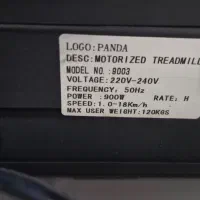 LOGO:PANDA
DESC:MOTORIZED TREADMILL
MODEL NO.:9003
VOLTAGE:220V-240V
FREQUENCY, 50Hz
POWER :900W RATE: H
SPEED:1.0-18Km/h
MAX USER WEIGHT:120KGS